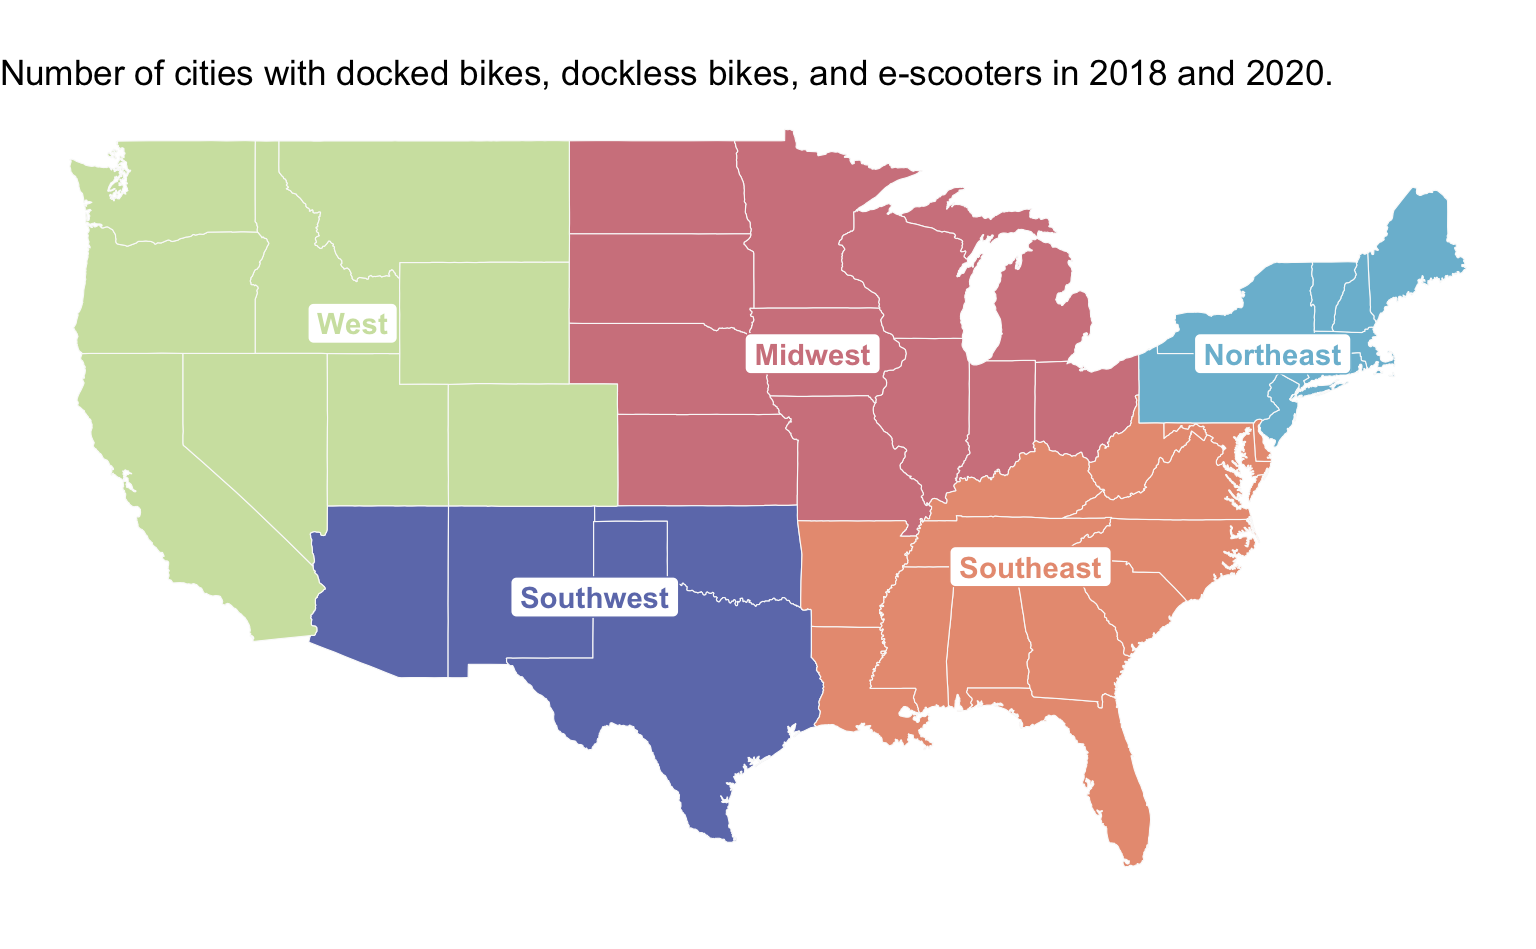 Number of cities with docked bikes, dockless bikes, and e-scooters in 2018 and 2020.
West
Midwest
Northeast
Southeast
Southwest